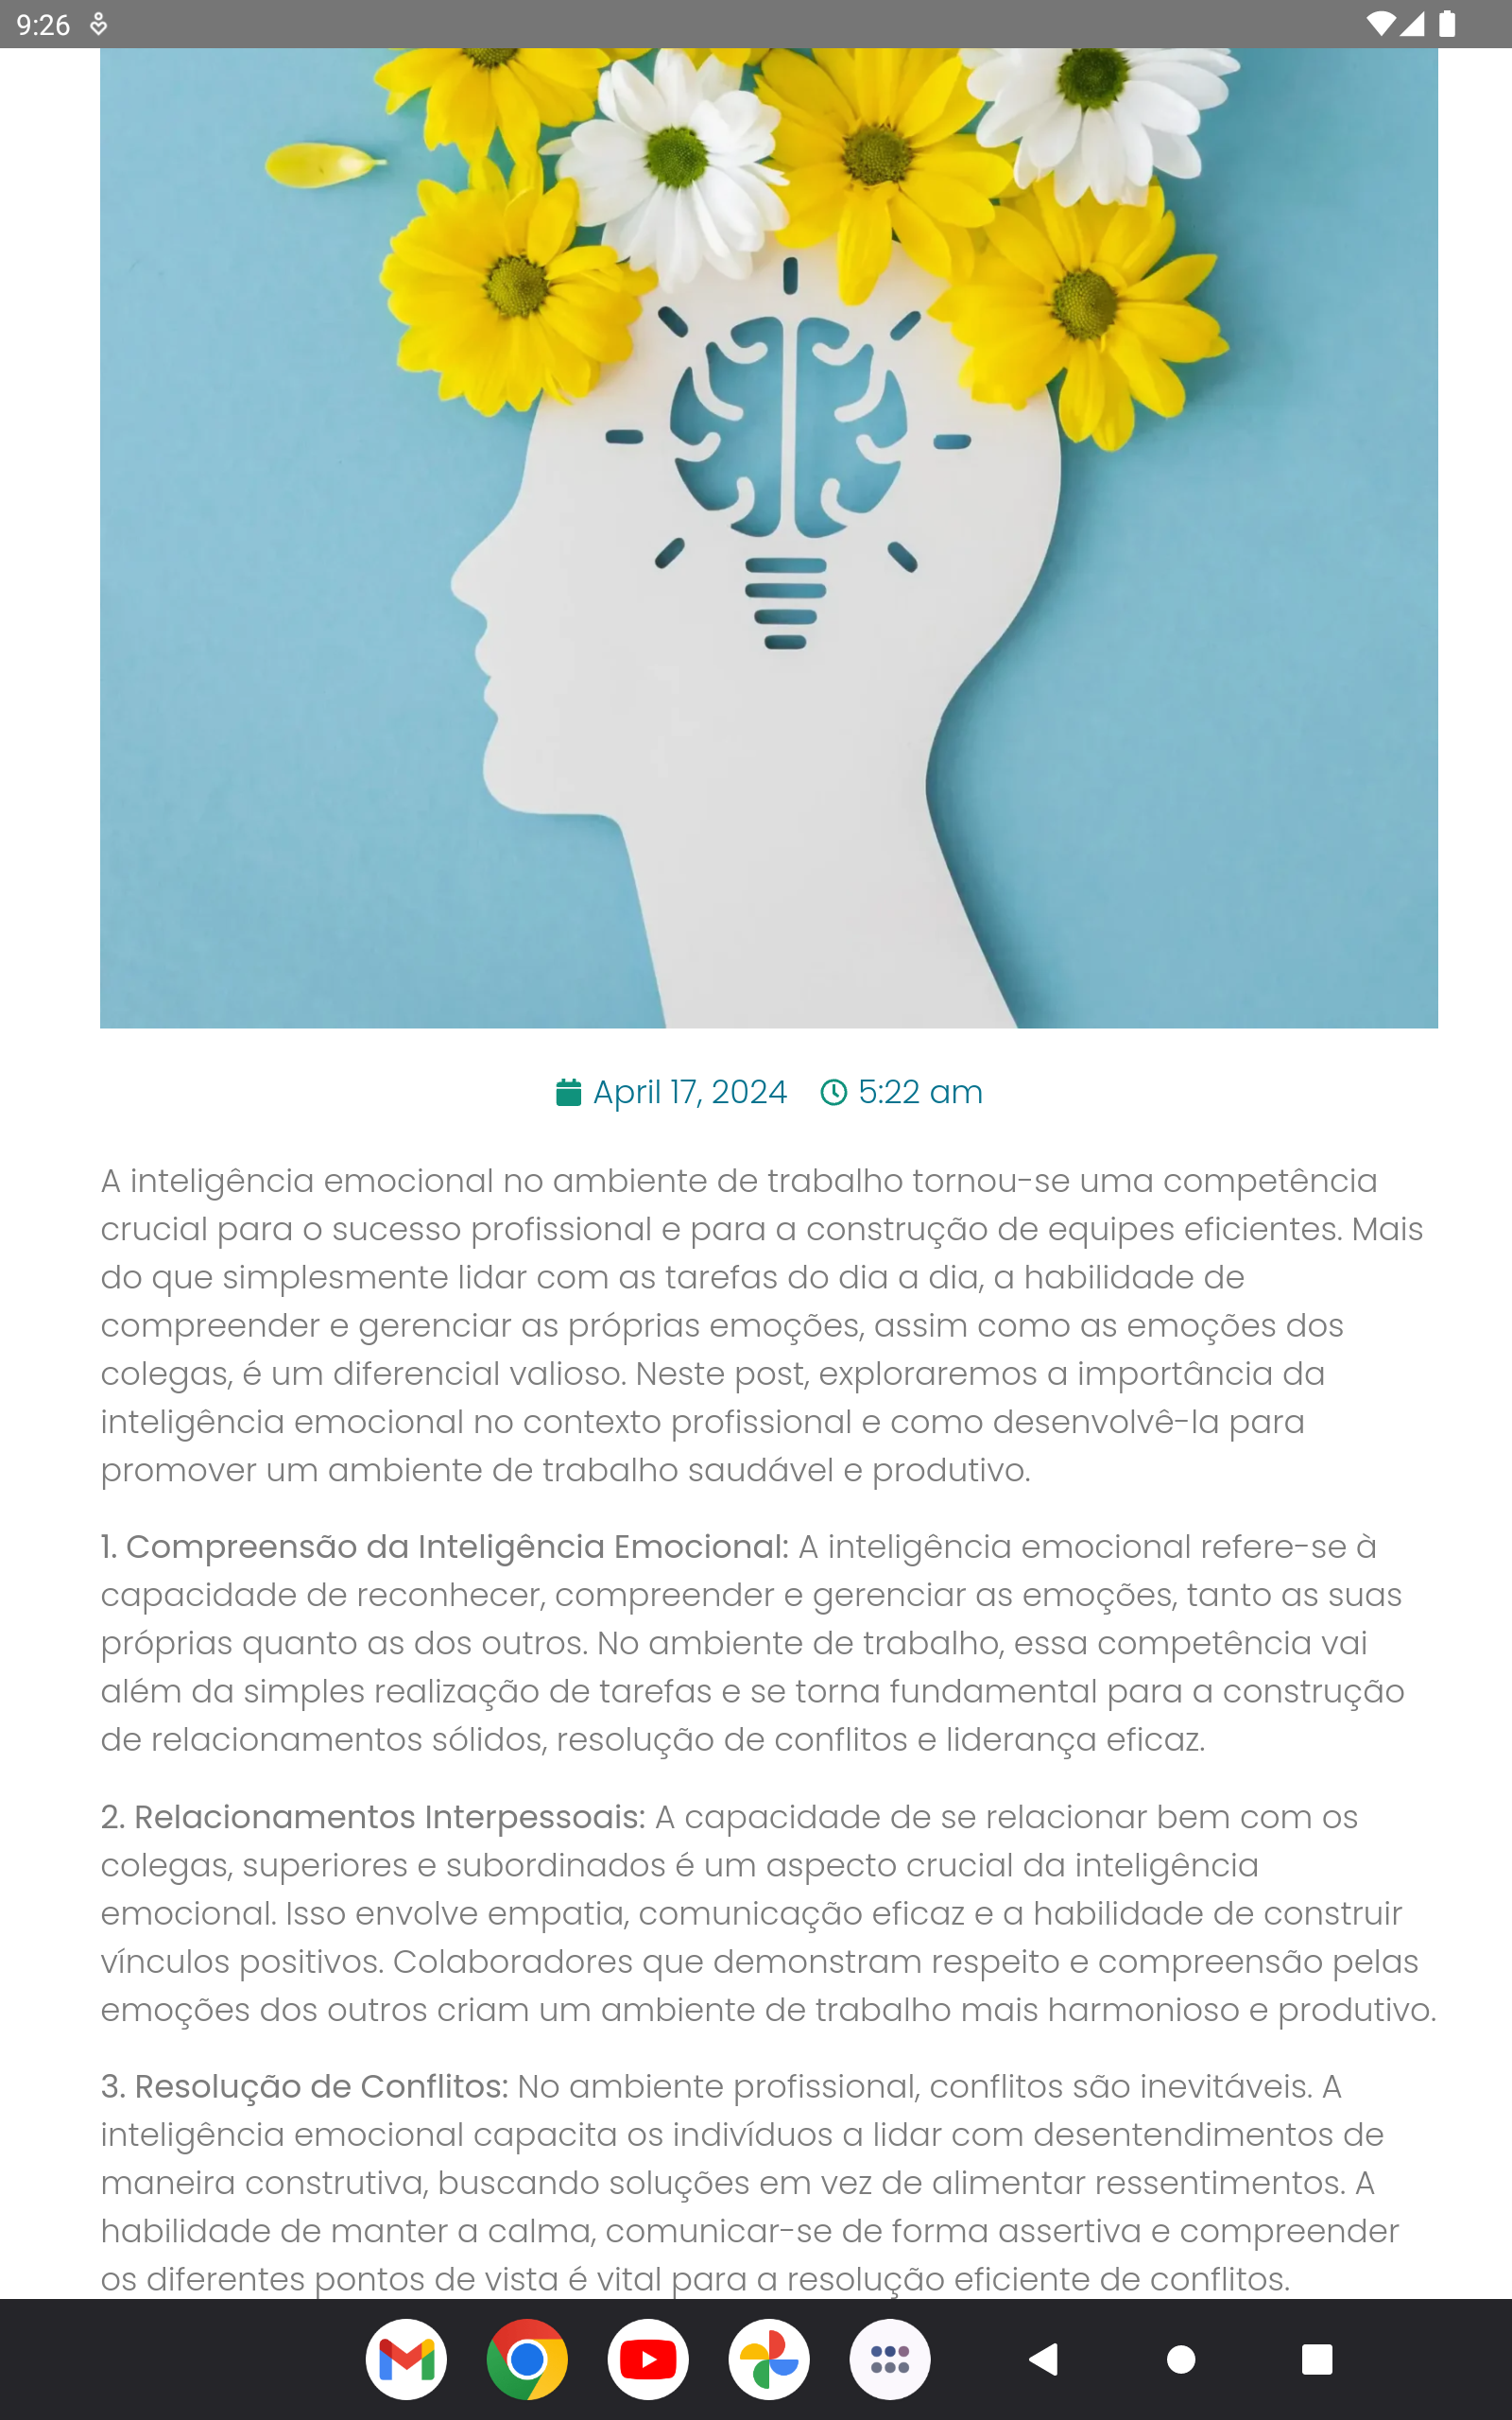 9:26
April 17, 2024 5:22 am
A inteligência emocional no ambiente de trabalho tornou-se uma competência
crucial para o sucesso profissional e para a construção de equipes eficientes. Mais
do que simplesmente lidar com as tarefas do dia a dia, a habilidade de
compreender e gerenciar as próprias emoções, assim como as emoções dos
colegas, é um diferencial valioso. Neste post, exploraremos a importância da
inteligência emocional no contexto profissional e como desenvolvê-la para
promover um ambiente de trabalho saudável e produtivo.
1. Compreensão da Inteligência Emocional: A inteligência emocional refere-se à
capacidade de reconhecer, compreender e gerenciar as emoções, tanto as suas
próprias quanto as dos outros. No ambiente de trabalho, essa competência vai
além da simples realização de tarefas e se torna fundamental para a construção
de relacionamentos sólidos, resolução de conflitos e liderança eficaz.
2. Relacionamentos Interpessoais: A capacidade de se relacionar bem com os
colegas, superiores e subordinados é um aspecto crucial da inteligência
emocional. Isso envolve empatia, comunicação eficaz e a habilidade de construir
vínculos positivos. Colaboradores que demonstram respeito e compreensão pelas
emoções dos outros criam um ambiente de trabalho mais harmonioso e produtivo.
3. Resolução de Conflitos: No ambiente profissional, conflitos são inevitáveis. A
inteligência emocional capacita os indivíduos a lidar com desentendimentos de
maneira construtiva, buscando soluções em vez de alimentar ressentimentos. A
habilidade de manter a calma, comunicar-se de forma assertiva e compreender
os diferentes pontos de vista é vital para a resolução eficiente de conflitos.